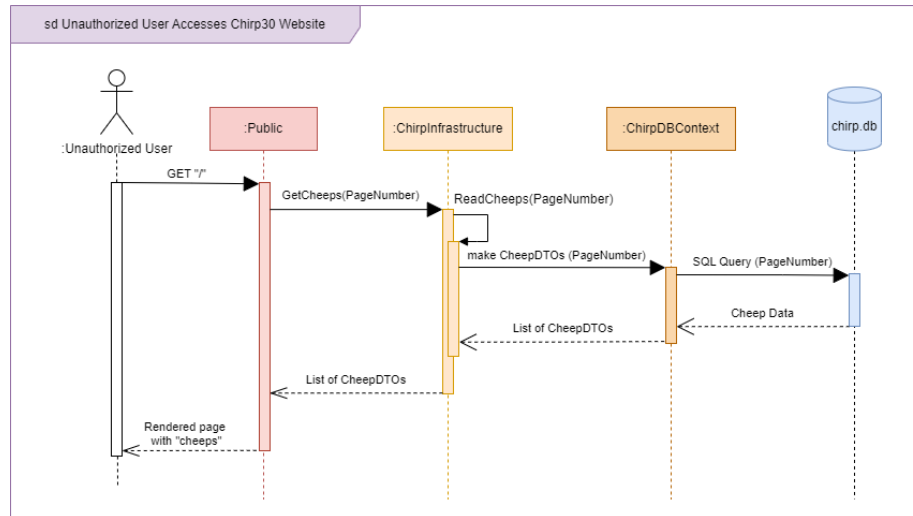 sd Unauthorized User Accesses Chirp30 Website
:Unauthorized User
:Public
:ChirpInfrastructure
:ChirpDBContext
chirp.db
GET "/"
GetCheeps(PageNumber)
ReadCheeps(PageNumber)
make CheepDTOs (PageNumber)
SQL Query (PageNumber)
Cheep Data
List of CheepDTOs
List of CheepDTOs
Rendered page
with "cheeps"